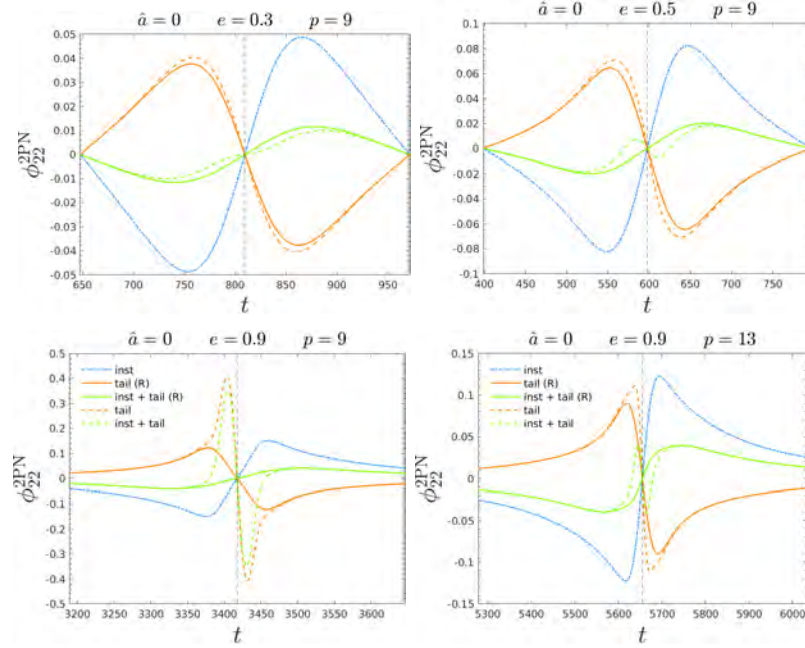 â = 0 e = 0.3 p = 9
0.05
0.04
0.03
0.02
0.01
0
-0.01
-0.02
-0.03
-0.04
-0.05
ϕ₂₂²ᴾᴺ
650 700 750 800 850 900 950
t
â = 0 e = 0.5 p = 9
0.1
0.08
0.06
0.04
0.02
0
-0.02
-0.04
-0.06
-0.08
-0.1
ϕ₂₂²ᴾᴺ
400 450 500 550 600 650 700 750
t
â = 0 e = 0.9 p = 9
0.5
0.4
0.3
0.2
0.1
0
-0.1
-0.2
-0.3
-0.4
-0.5
inst
tail (R)
inst + tail (R)
tail
inst + tail
ϕ₂₂²ᴾᴺ
3200 3250 3300 3350 3400 3450 3500 3550 3600
t
â = 0 e = 0.9 p = 13
0.15
0.1
0.05
0
-0.05
-0.1
-0.15
inst
tail (R)
inst + tail (R)
tail
inst + tail
ϕ₂₂²ᴾᴺ
5300 5400 5500 5600 5700 5800 5900 6000
t